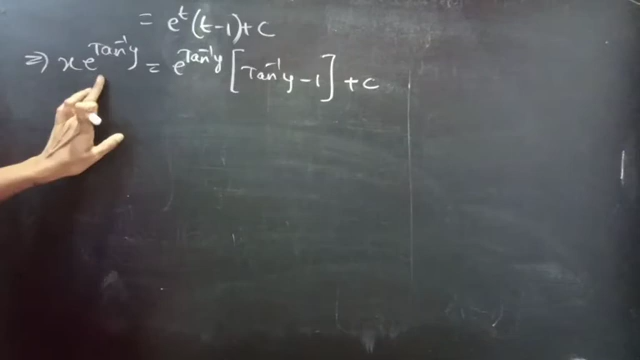 = e^t (t-1) + c
⇒ x e^{Tan⁻¹y} = e^{Tan⁻¹y} [Tan⁻¹y - 1] + c